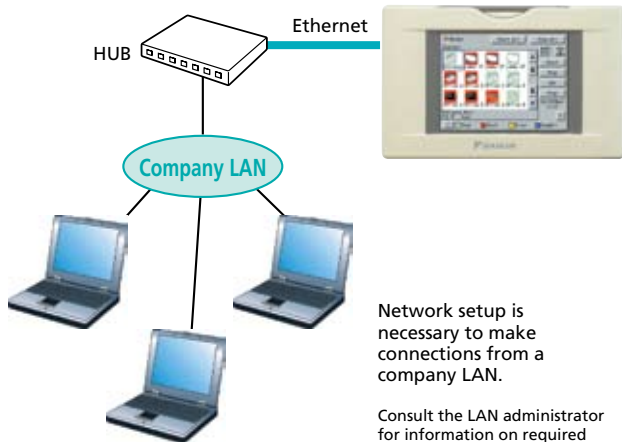 Ethernet
HUB
Company LAN
DAIKIN
Network setup is
necessary to make
connections from a
company LAN.
Consult the LAN administrator
for information on required